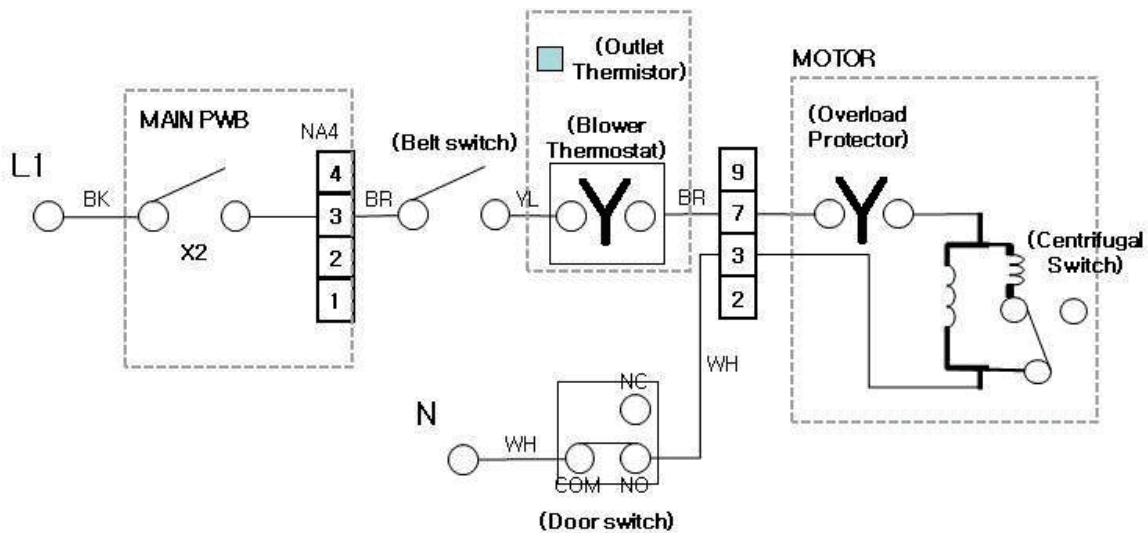 (Outlet
Thermistor)
MOTOR
MAIN PWB
NA4
(Belt switch)
(Blower
Thermostat)
(Overload
Protector)
L1
BK
X2
4
3
2
1
BR
YL
BR
9
7
3
2
(Centrifugal
Switch)
WH
N
WH
NC
COM
NO
(Door switch)